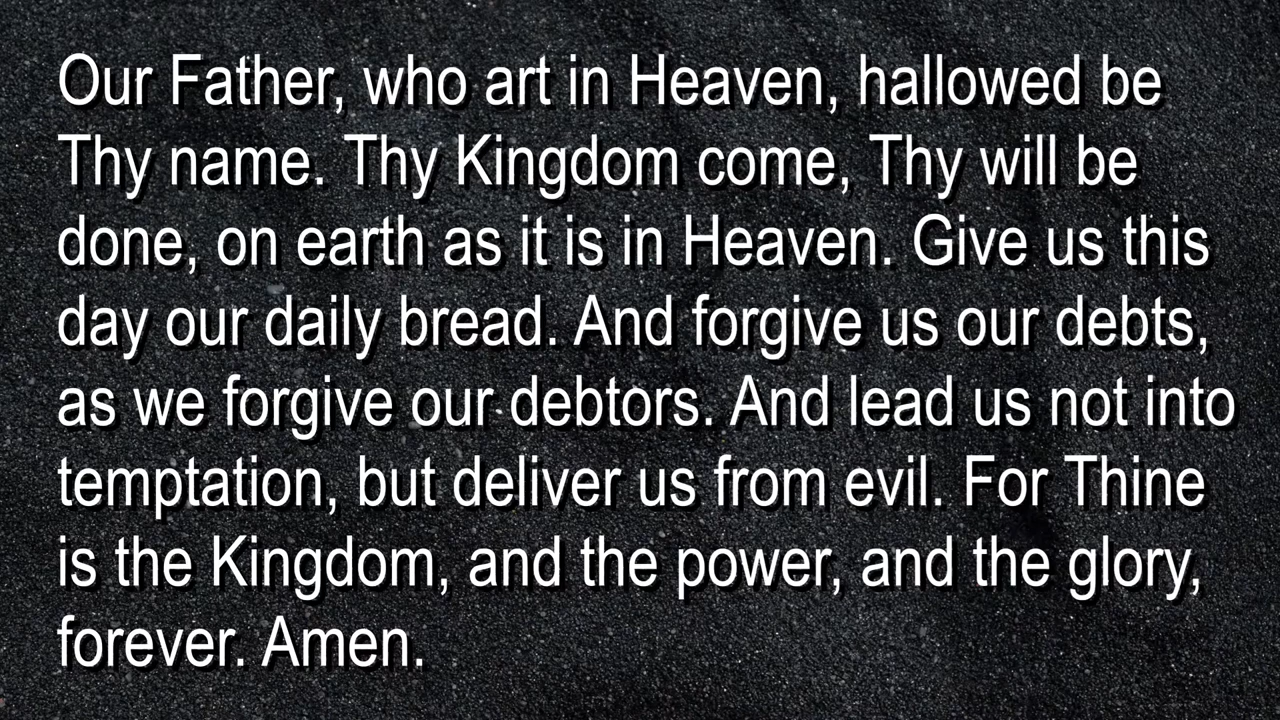 Our Father, who art in Heaven, hallowed be
Thy name. Thy Kingdom come, Thy will be
done, on earth as it is in Heaven. Give us this
day our daily bread. And forgive us our debts,
as we forgive our debtors. And lead us not into
temptation, but deliver us from evil. For Thine
is the Kingdom, and the power, and the glory,
forever. Amen.